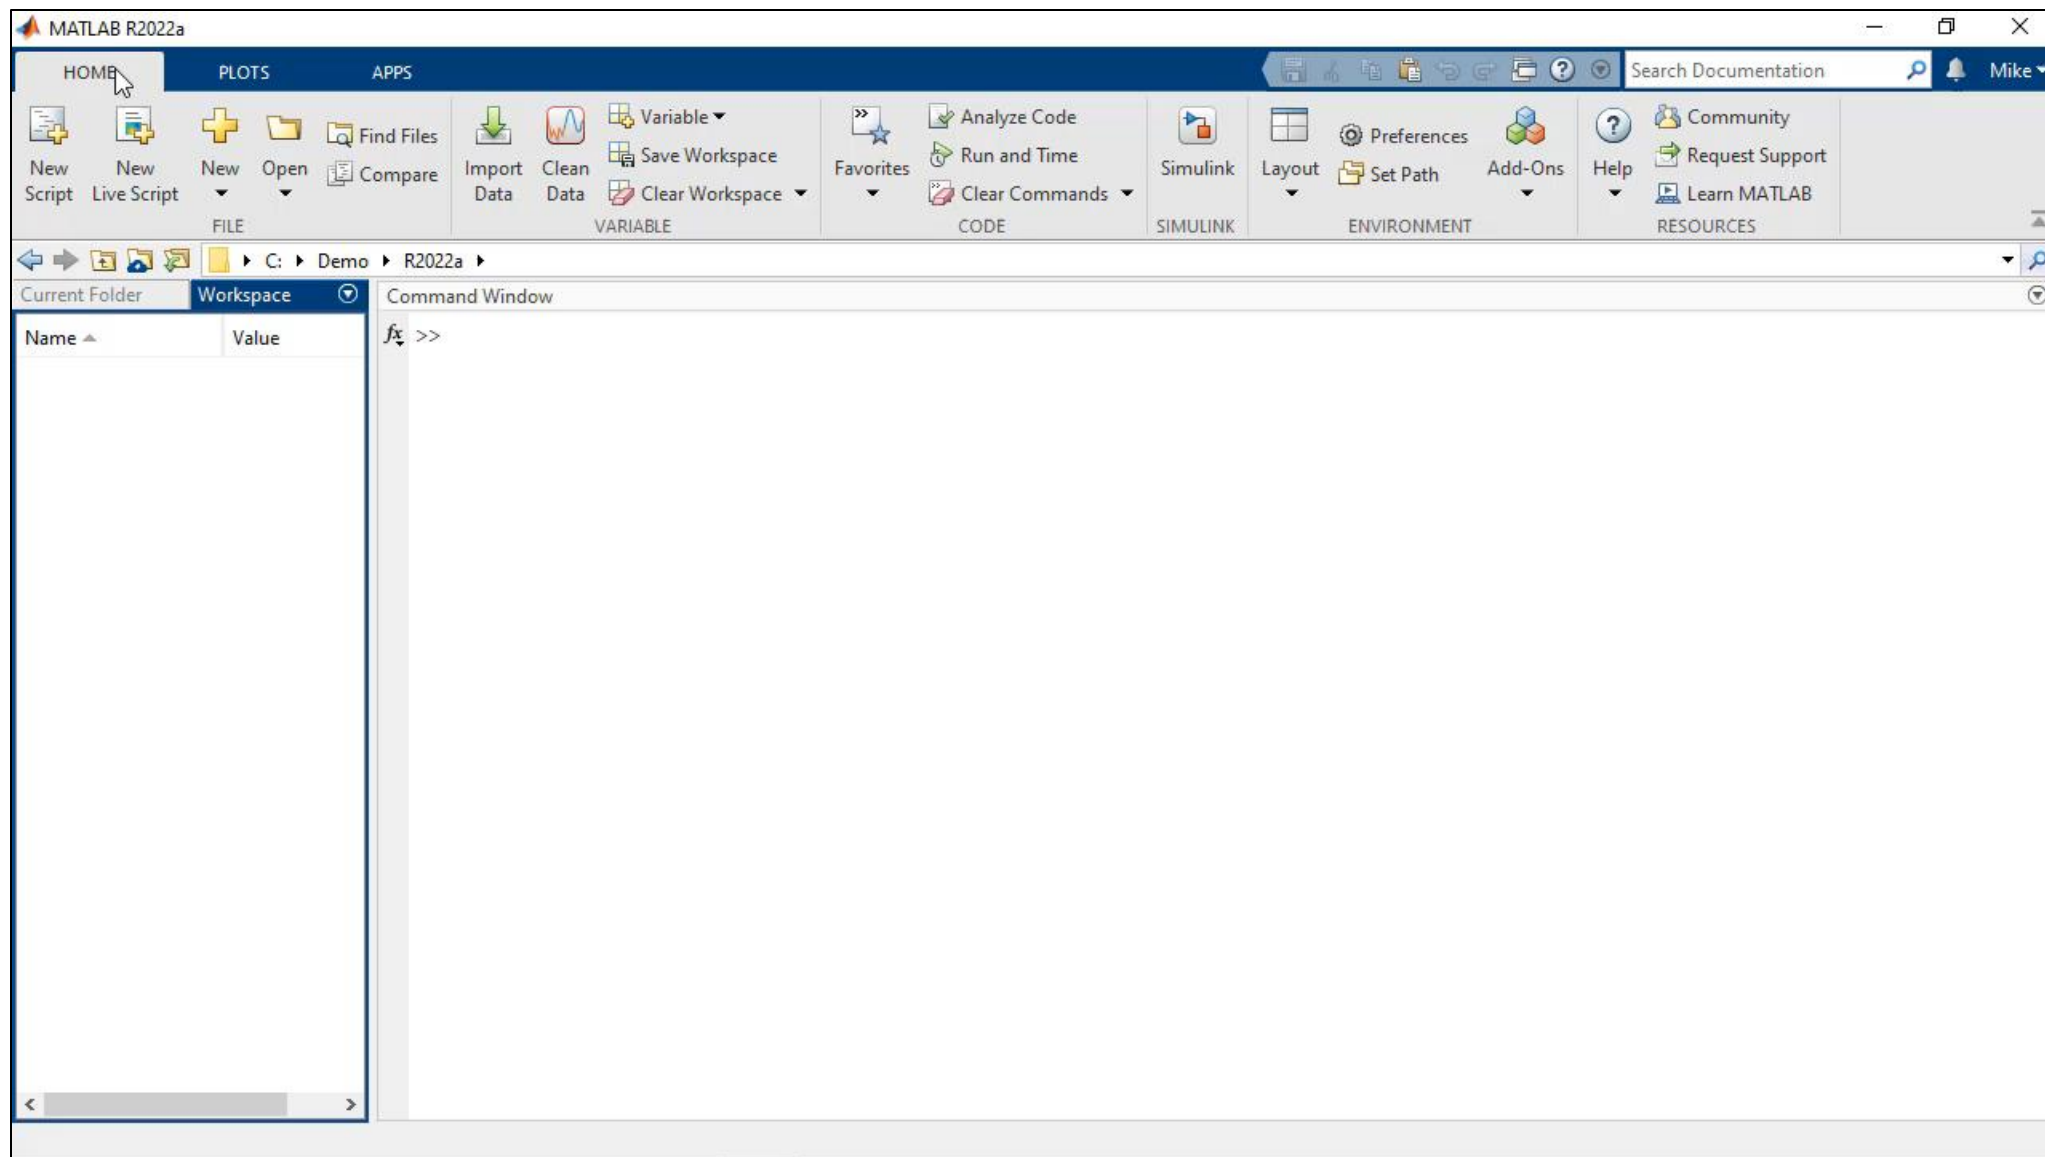 MATLAB R2022a
HOME PLOTS APPS Search Documentation Mike
New Script New Live Script New Open Find Files Compare Import Data Clean Data Variable Save Workspace Clear Workspace Favorites Analyze Code Run and Time Clear Commands Simulink Layout Preferences Set Path Add-Ons Help Community Request Support Learn MATLAB
FILE VARIABLE CODE SIMULINK ENVIRONMENT RESOURCES
C: Demo R2022a
Current Folder Workspace Command Window
Name Value fx >>